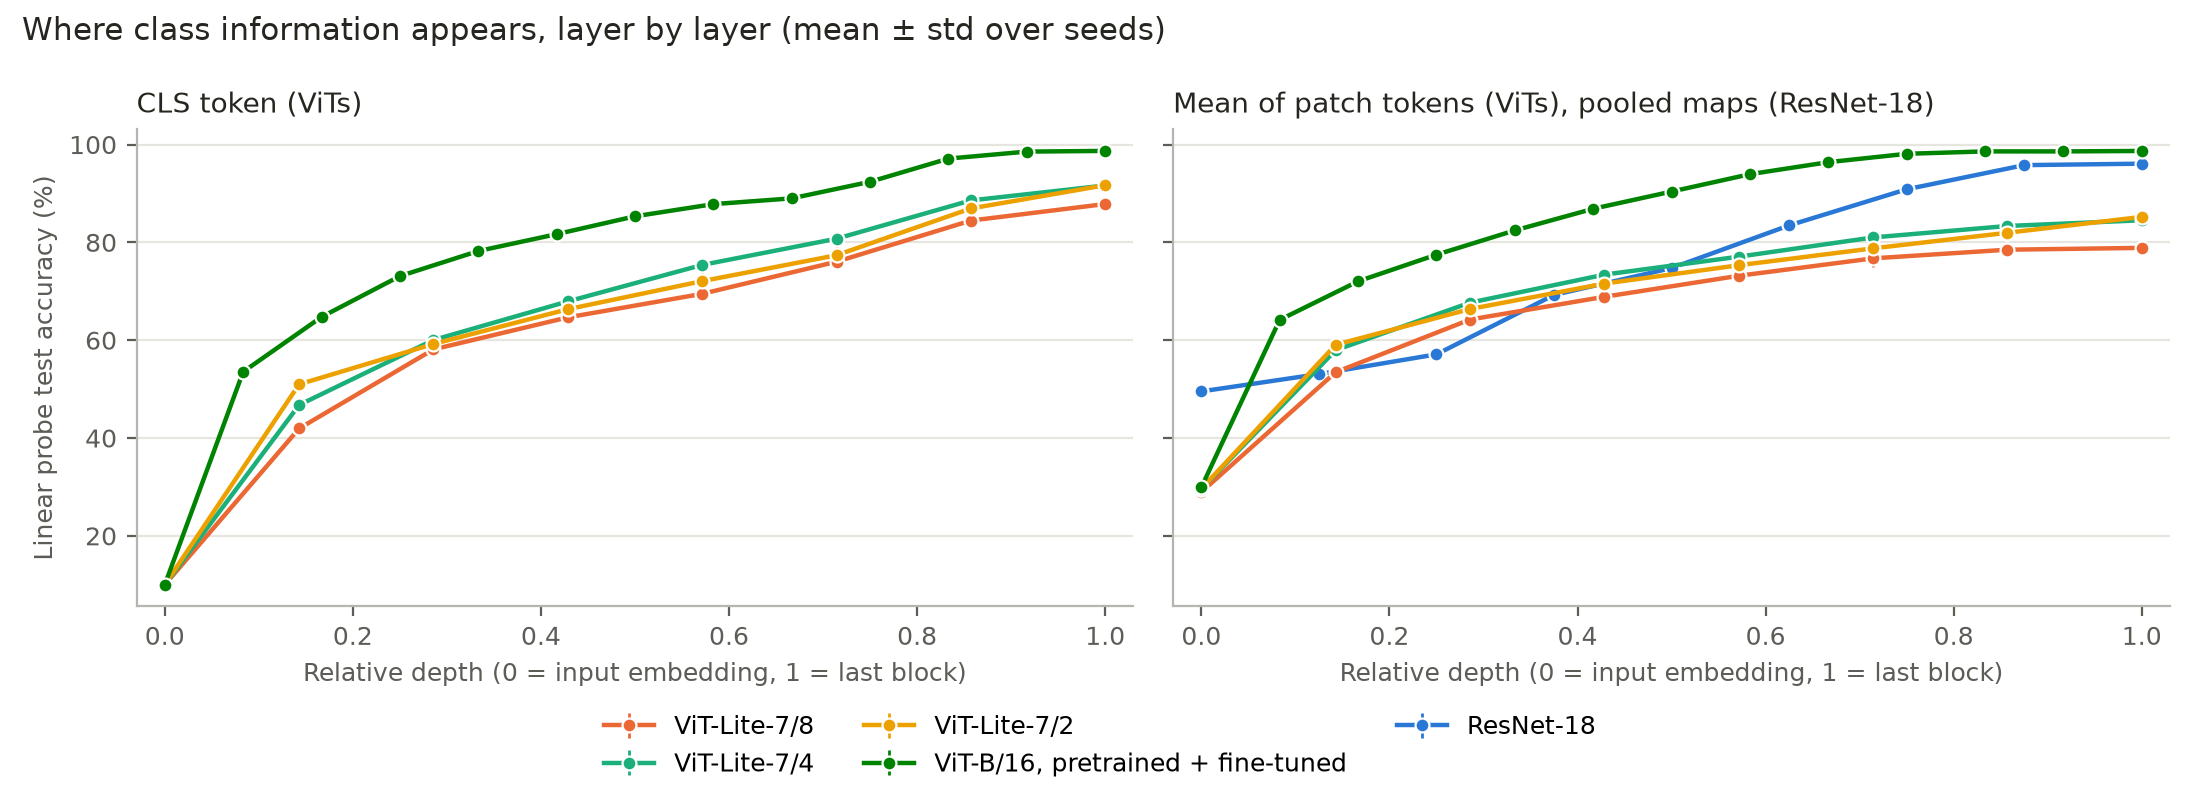 Where class information appears, layer by layer (mean ± std over seeds)
CLS token (ViTs)
Mean of patch tokens (ViTs), pooled maps (ResNet-18)
Linear probe test accuracy (%)
100
80
60
40
20
0.0 0.2 0.4 0.6 0.8 1.0
0.0 0.2 0.4 0.6 0.8 1.0
Relative depth (0 = input embedding, 1 = last block)
Relative depth (0 = input embedding, 1 = last block)
ViT-Lite-7/8
ViT-Lite-7/4
ViT-Lite-7/2
ViT-B/16, pretrained + fine-tuned
ResNet-18